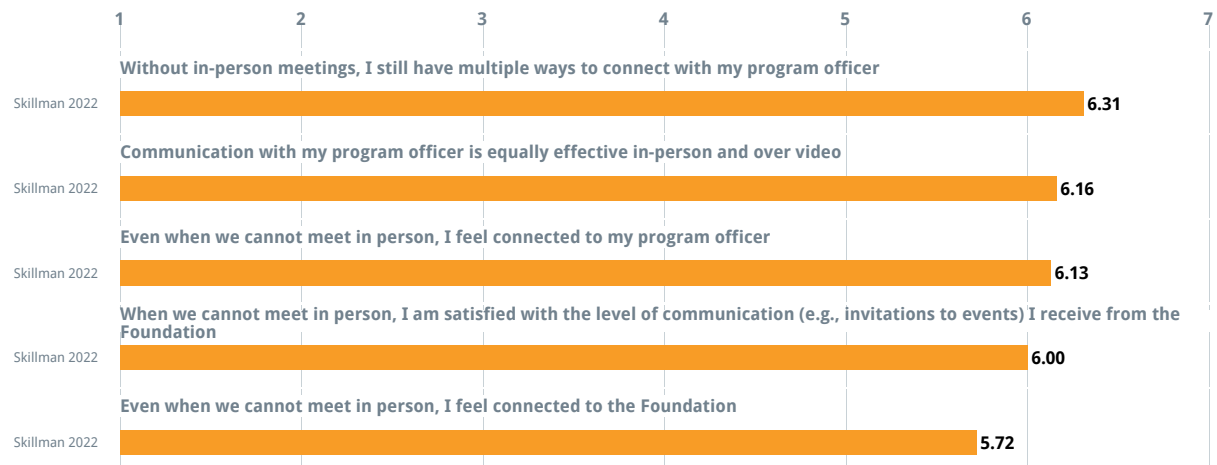 1 2 3 4 5 6 7
Without in-person meetings, I still have multiple ways to connect with my program officer
Skillman 2022 6.31
Communication with my program officer is equally effective in-person and over video
Skillman 2022 6.16
Even when we cannot meet in person, I feel connected to my program officer
Skillman 2022 6.13
When we cannot meet in person, I am satisfied with the level of communication (e.g., invitations to events) I receive from the
Foundation
Skillman 2022 6.00
Even when we cannot meet in person, I feel connected to the Foundation
Skillman 2022 5.72